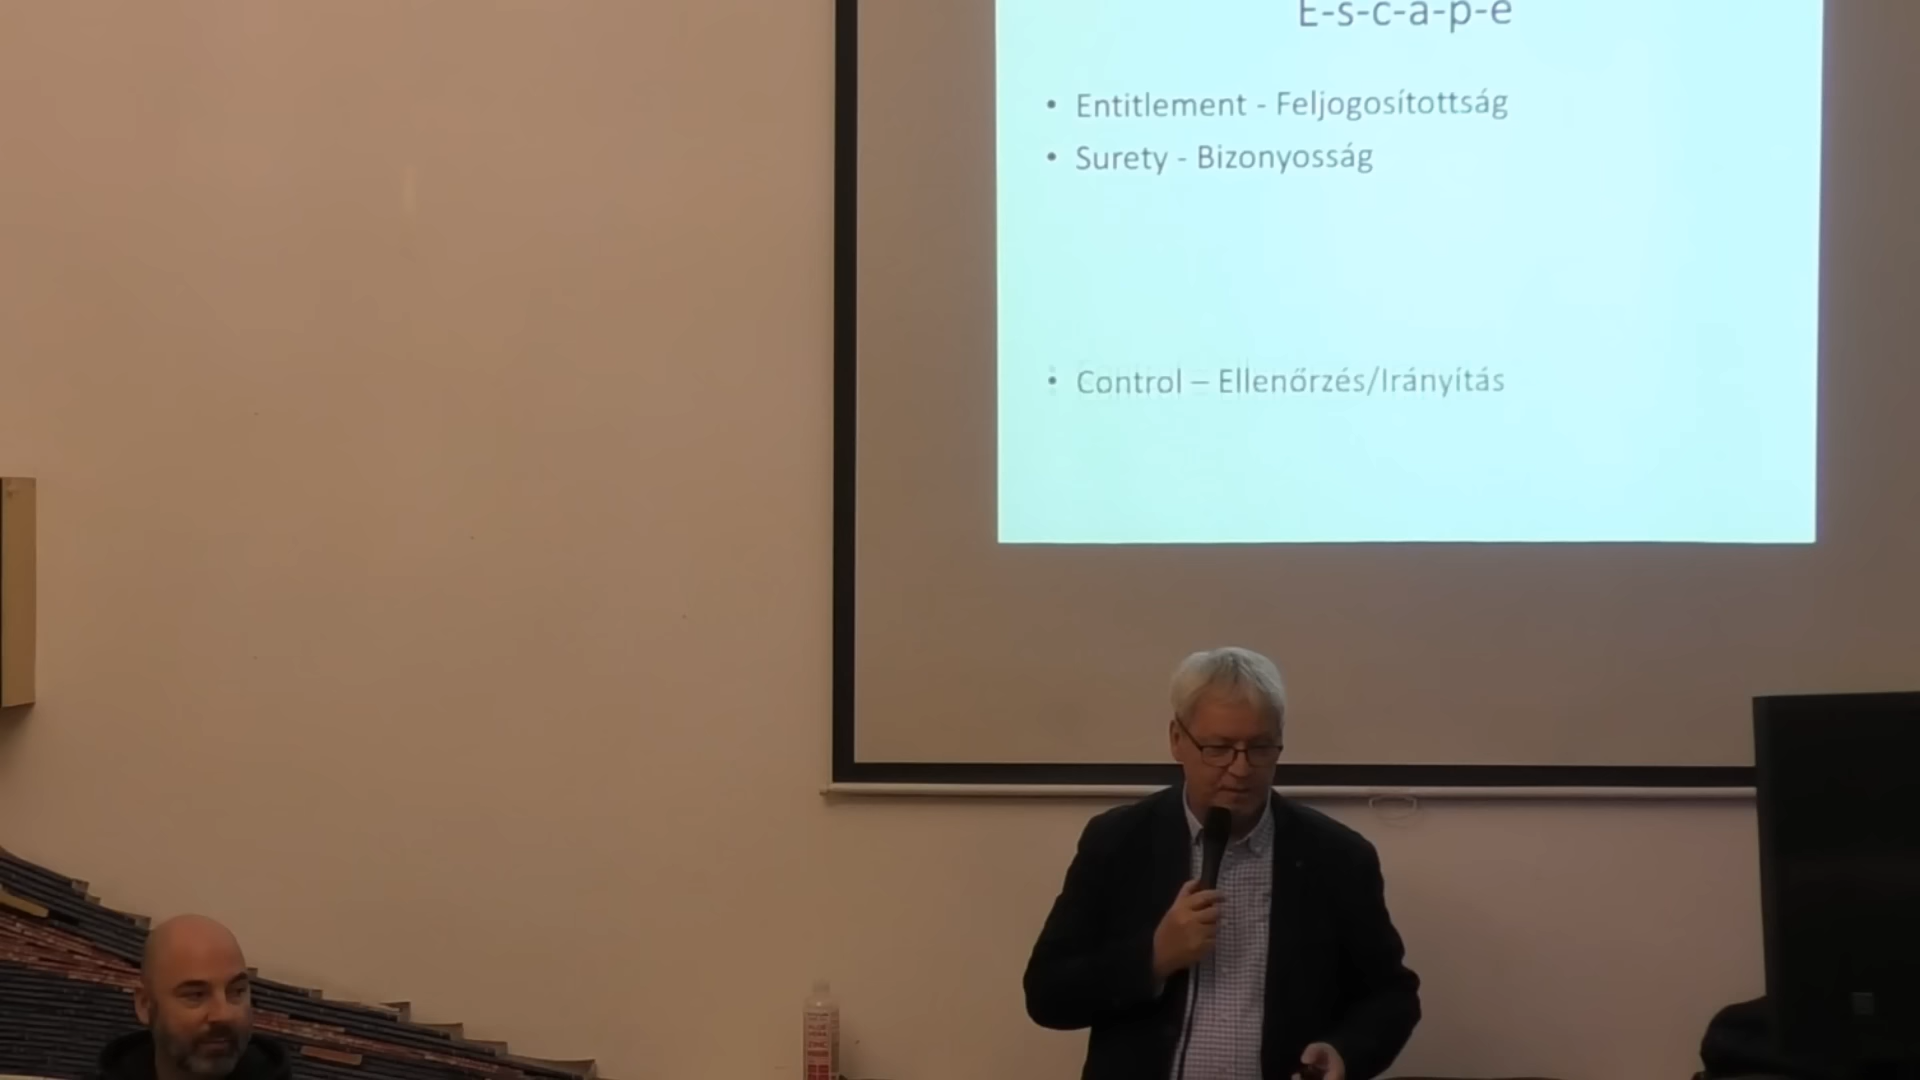 E-s-c-a-p-e
• Entitlement - Feljogosítottság
• Surety - Bizonyosság
• Control – Ellenőrzés/Irányítás